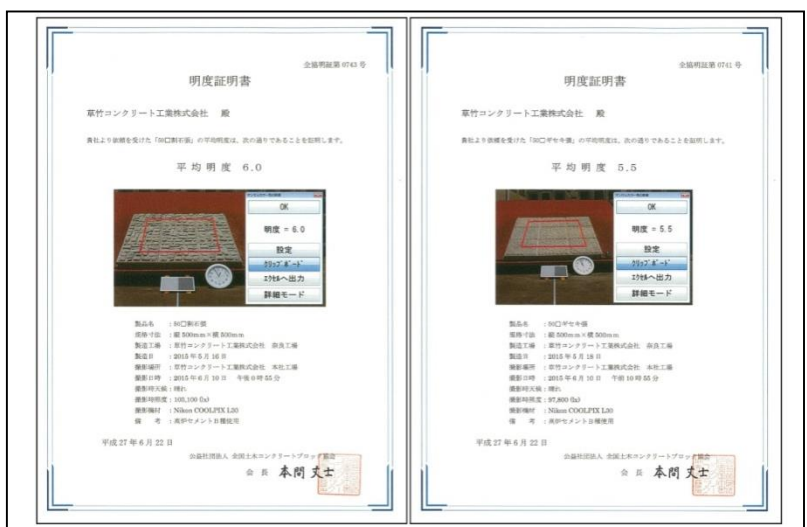 全協明証第 0743 号
明度証明書
草竹コンクリート工業株式会社 殿
貴社より依頼を受けた「50口割石張」の平均明度は、次の通りであることを証明します。
平 均 明 度 6.0
OK
明度 = 6.0
設定
クリップボード
エクセルへ出力
詳細モード
製品名 : 50口割石張
規格寸法 : 縦 500mm×横 500mm
製造工場 : 草竹コンクリート工業株式会社 奈良工場
製造日 : 2015 年 5 月 16 日
撮影場所 : 草竹コンクリート工業株式会社 本社工場
撮影日時 : 2015 年 6 月 10 日 午後 0 時 55 分
撮影時天候 : 晴れ
撮影時照度 : 105,100 (lx)
撮影機材 : Nikon COOLPIX L30
備 考 : 高炉セメントB種使用
平成 27 年 6 月 22 日
公益社団法人 全国土木コンクリートブロック協会
会 長 本間 丈士
全協明証第 0741 号
明度証明書
草竹コンクリート工業株式会社 殿
貴社より依頼を受けた「50口ギセキ張」の平均明度は、次の通りであることを証明します。
平 均 明 度 5.5
OK
明度 = 5.5
設定
クリップボード
エクセルへ出力
詳細モード
製品名 : 50口ギセキ張
規格寸法 : 縦 500mm×横 500mm
製造工場 : 草竹コンクリート工業株式会社 奈良工場
製造日 : 2015 年 5 月 18 日
撮影場所 : 草竹コンクリート工業株式会社 本社工場
撮影日時 : 2015 年 6 月 10 日 午前 10 時 55 分
撮影時天候 : 晴れ
撮影時照度 : 97,800 (lx)
撮影機材 : Nikon COOLPIX L30
備 考 : 高炉セメントB種使用
平成 27 年 6 月 22 日
公益社団法人 全国土木コンクリートブロック協会
会 長 本間 丈士